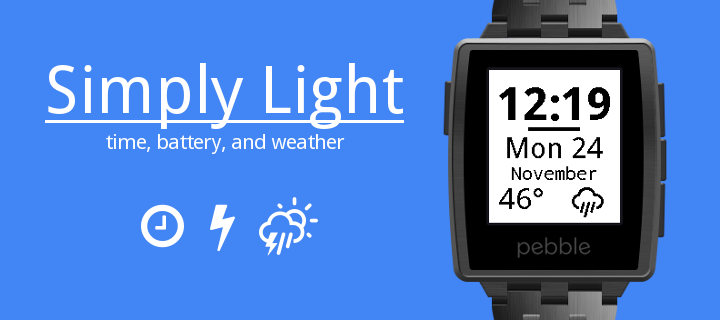 Simply Light
time, battery, and weather
12:19
Mon 24
November
46°
pebble